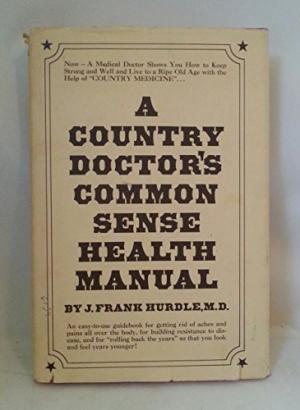 Now — A Medical Doctor Shows You How to Keep
Strong and Well and Live to a Ripe Old Age with the
Help of "COUNTRY MEDICINE"...
A
COUNTRY
DOCTOR'S
COMMON
SENSE
HEALTH
MANUAL
BY J. FRANK HURDLE, M.D.
An easy-to-use guidebook for getting rid of aches and
pains all over the body, for building resistance to dis-
ease, and for "rolling back the years" so that you look
and feel years younger!